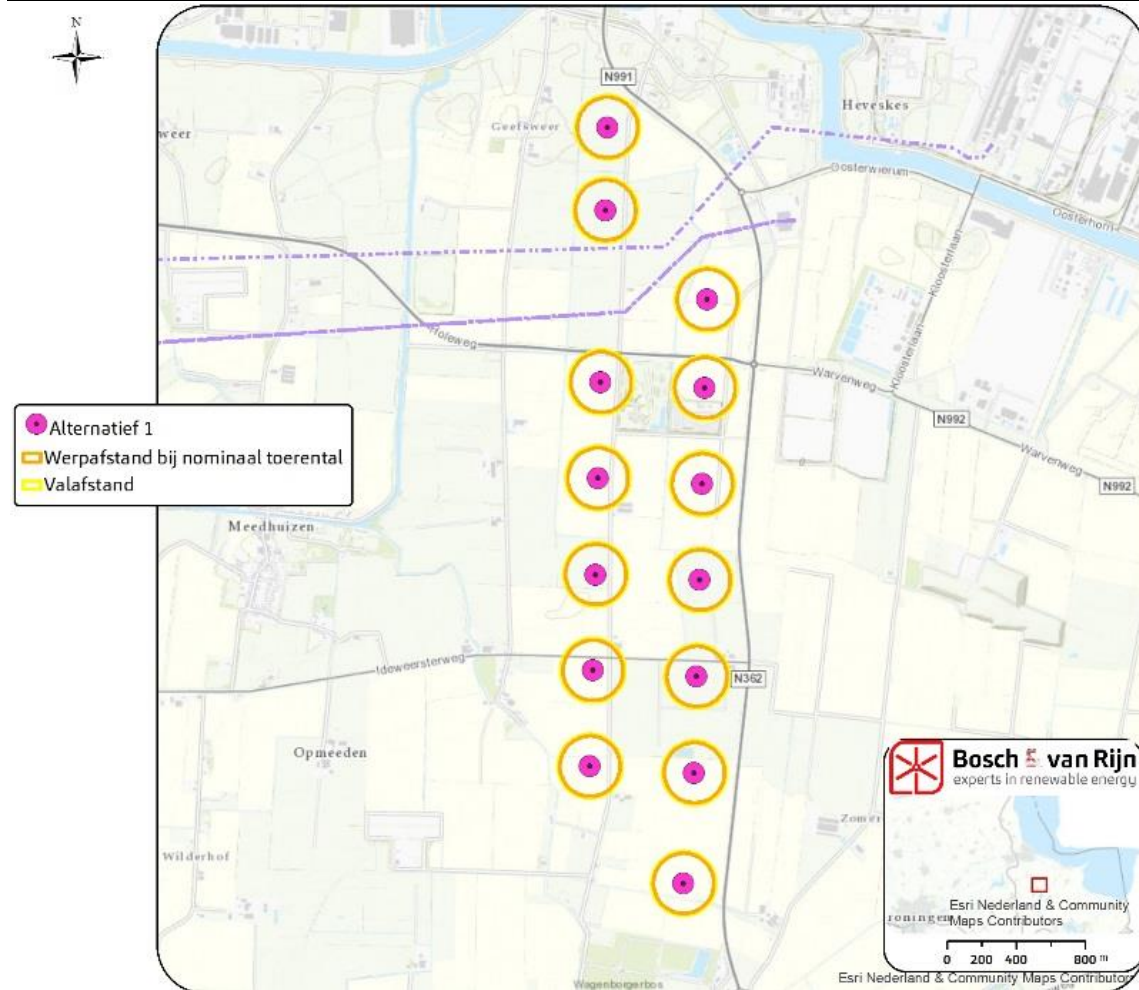 N
N991
Heveskes
weer
Geefsweer
Oosterwierum
Oosterhorn
Kloosterlaan
Holeweg
Kloosterlaan
Warvenweg
N992
Warvenweg
N992
Alternatief 1
Werpafstand bij nominaal toerental
Valafstand
Meedhuizen
Ideweersterweg
N362
Opmeeden
Zomer
Wilderhof
Bosch & van Rijn
experts in renewable energy
Esri Nederland & Community
Maps Contributors
roningen
0 200 400 800 m
Wagenborgerbos
Esri Nederland & Community Maps Contributor